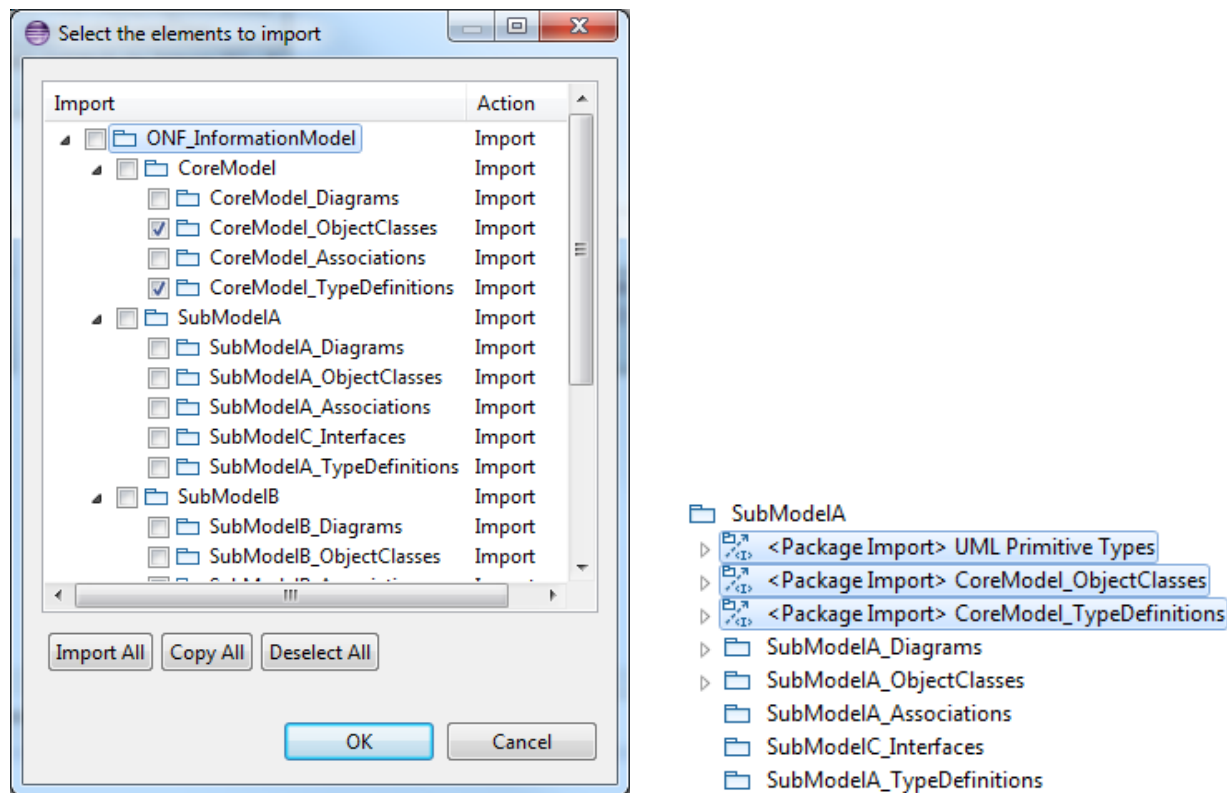 Select the elements to import
Import Action
ONF_InformationModel Import
CoreModel Import
CoreModel_Diagrams Import
CoreModel_ObjectClasses Import
CoreModel_Associations Import
CoreModel_TypeDefinitions Import
SubModelA Import
SubModelA_Diagrams Import
SubModelA_ObjectClasses Import
SubModelA_Associations Import
SubModelC_Interfaces Import
SubModelA_TypeDefinitions Import
SubModelB Import
SubModelB_Diagrams Import
SubModelB_ObjectClasses Import
Import All Copy All Deselect All
OK Cancel
SubModelA
<Package Import> UML Primitive Types
<Package Import> CoreModel_ObjectClasses
<Package Import> CoreModel_TypeDefinitions
SubModelA_Diagrams
SubModelA_ObjectClasses
SubModelA_Associations
SubModelC_Interfaces
SubModelA_TypeDefinitions